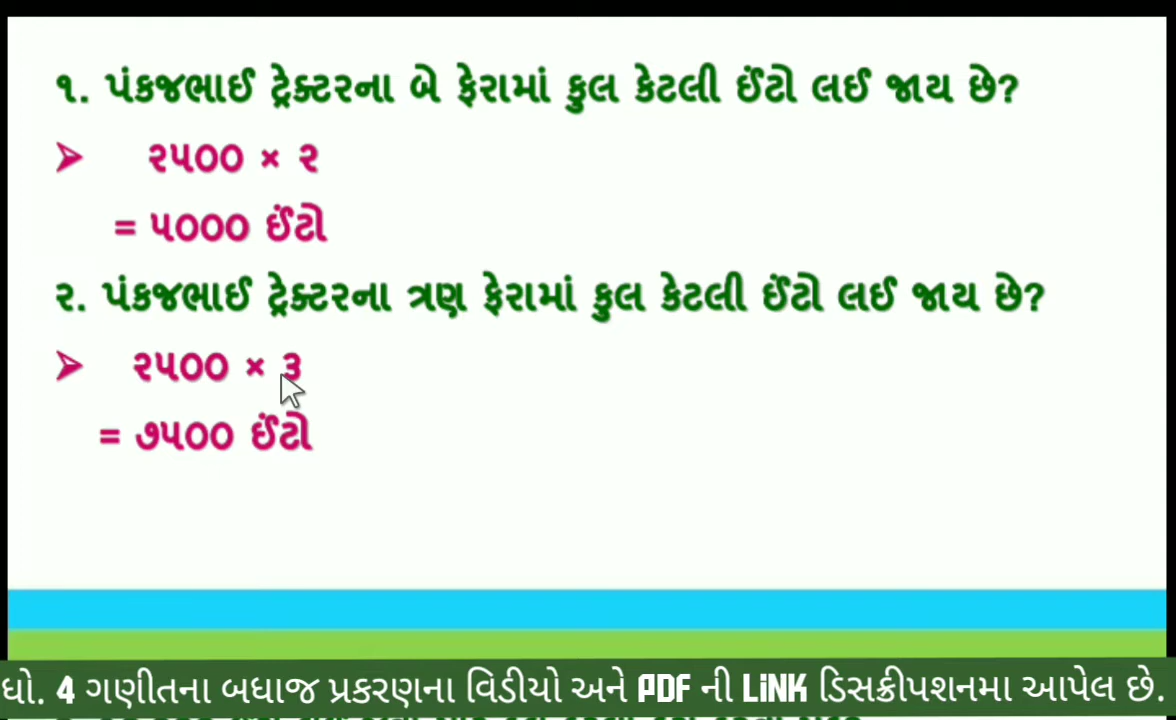 ૧. પંકજભાઈ ટ્રેક્ટરના બે ફેરામાં કુલ કેટલી ઈંટો લઈ જાય છે?
➢ ૨૫૦૦ × ૨
= ૫૦૦૦ ઈંટો
૨. પંકજભાઈ ટ્રેક્ટરના ત્રણ ફેરામાં કુલ કેટલી ઈંટો લઈ જાય છે?
➢ ૨૫૦૦ × ૩
= ૭૫૦૦ ઈંટો
ધો. 4 ગણીતના બધાજ પ્રકરણના વિડીયો અને PDF ની LiNK ડિસક્રીપશનમા આપેલ છે.